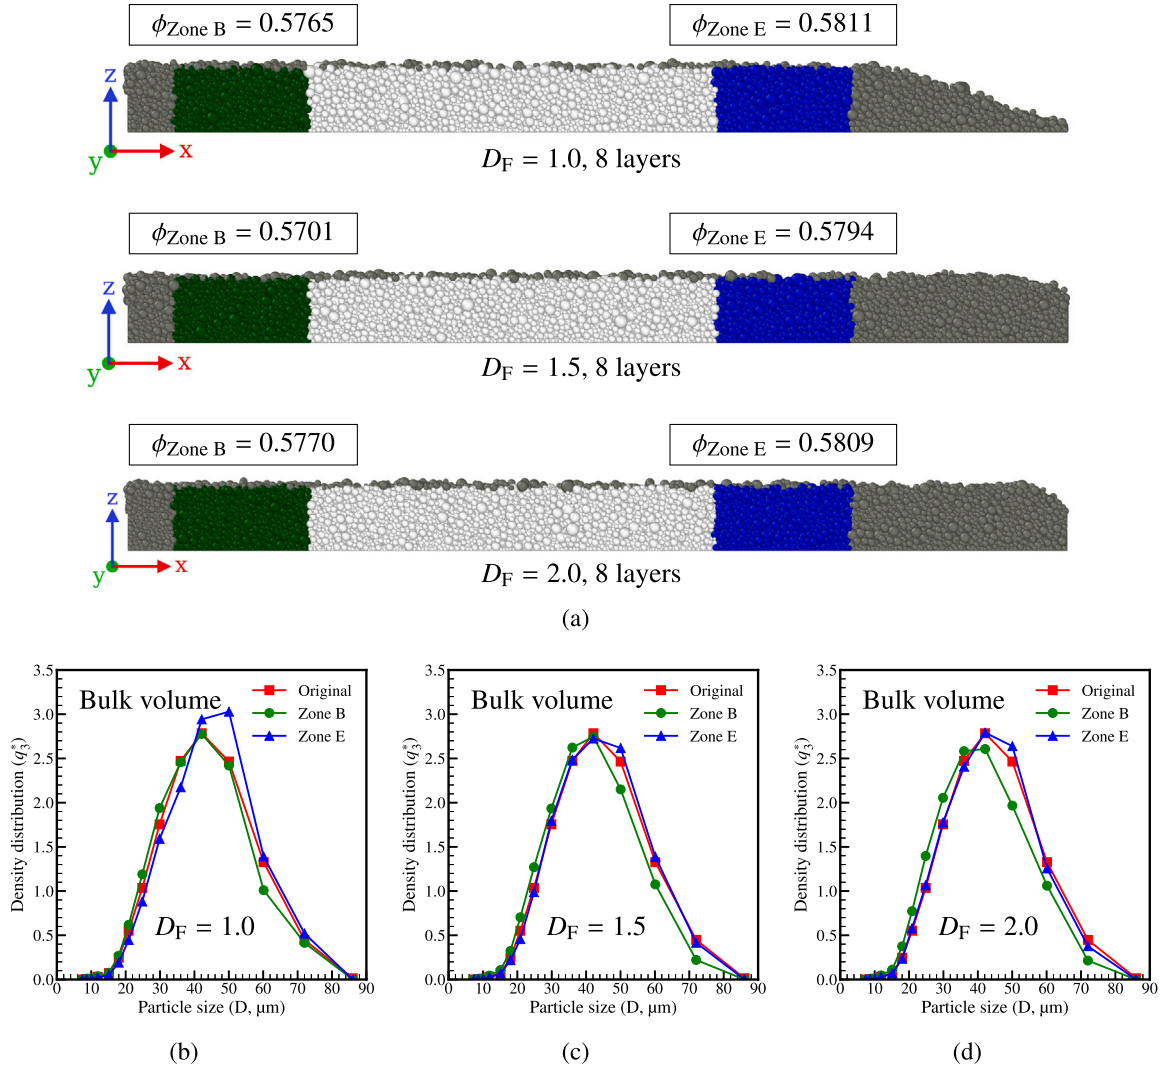 ϕZone B = 0.5765
ϕZone E = 0.5811
z
y
x
DF = 1.0, 8 layers
ϕZone B = 0.5701
ϕZone E = 0.5794
z
y
x
DF = 1.5, 8 layers
ϕZone B = 0.5770
ϕZone E = 0.5809
z
y
x
DF = 2.0, 8 layers
(a)
3.5
3.0
2.5
2.0
1.5
1.0
0.5
0.0
Density distribution (q*3)
Bulk volume
Original
Zone B
Zone E
DF = 1.0
0 10 20 30 40 50 60 70 80 90
Particle size (D, μm)
(b)
3.5
3.0
2.5
2.0
1.5
1.0
0.5
0.0
Density distribution (q*3)
Bulk volume
Original
Zone B
Zone E
DF = 1.5
0 10 20 30 40 50 60 70 80 90
Particle size (D, μm)
(c)
3.5
3.0
2.5
2.0
1.5
1.0
0.5
0.0
Density distribution (q*3)
Bulk volume
Original
Zone B
Zone E
DF = 2.0
0 10 20 30 40 50 60 70 80 90
Particle size (D, μm)
(d)